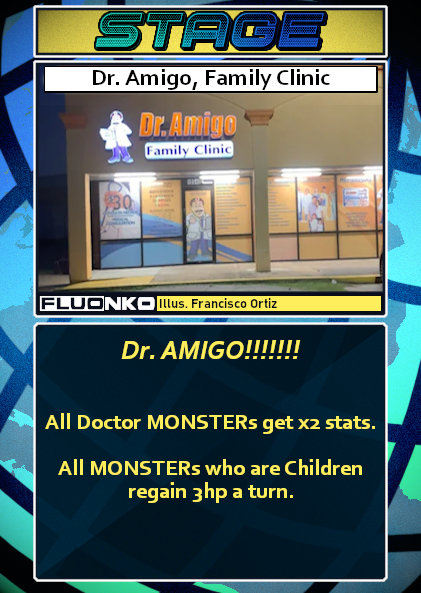 STAGE
Dr. Amigo, Family Clinic
Dr. Amigo
Family Clinic
30
FLUONKO
Illus. Francisco Ortiz
Dr. AMIGO!!!!!!!
All Doctor MONSTERs get x2 stats.
All MONSTERs who are Children
regain 3hp a turn.